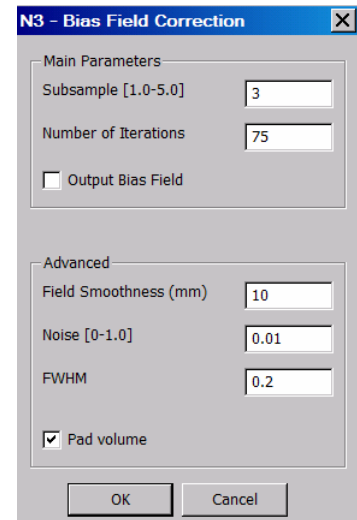 N3 - Bias Field Correction
Main Parameters
Subsample [1.0-5.0] 3
Number of Iterations 75
Output Bias Field
Advanced
Field Smoothness (mm) 10
Noise [0-1.0] 0.01
FWHM 0.2
Pad volume
OK Cancel